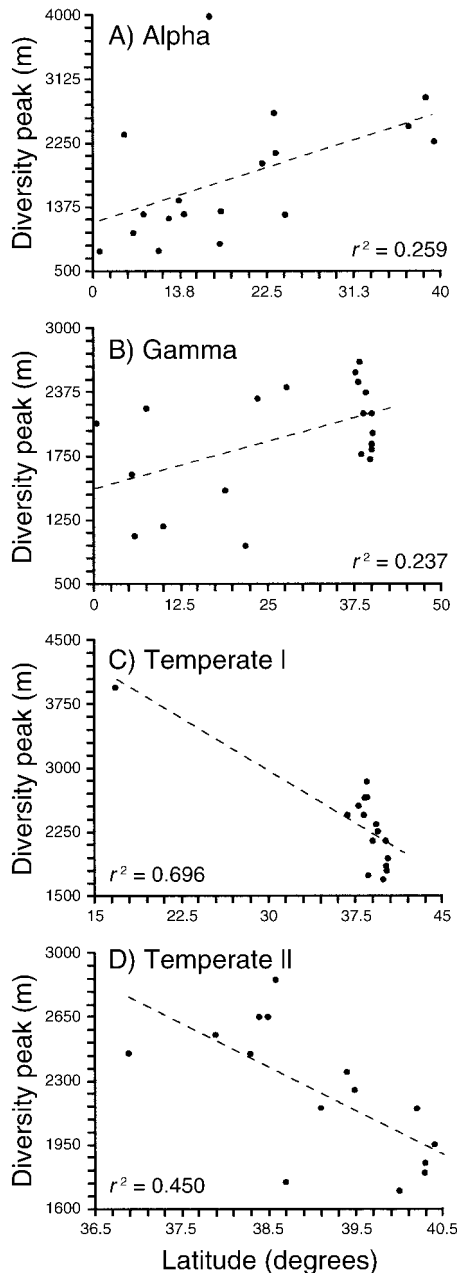 A) Alpha
Diversity peak (m)
4000
3125
2250
1375
500
r² = 0.259
0 13.8 22.5 31.3 40
B) Gamma
Diversity peak (m)
3000
2375
1750
1250
500
r² = 0.237
0 12.5 25 37.5 50
C) Temperate I
Diversity peak (m)
4500
3750
3000
2250
1500
r² = 0.696
15 22.5 30 37.5 45
D) Temperate II
Diversity peak (m)
3000
2650
2300
1950
1600
r² = 0.450
36.5 37.5 38.5 39.5 40.5
Latitude (degrees)